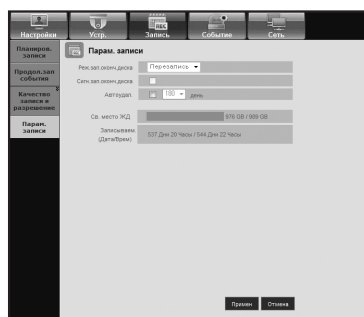 Настройки Устр. Запись Событие Сеть
Планиров.
записи
Парам. записи
Продол.зап
события
Качество
записи и
разрешение
Парам.
записи
Реж.зап.оконч.диска Перезапись
Сигн.зап.оконч.диска
Автоудал. 180 день
Св. место ЖД 976 GB / 989 GB
Записываем.
(Дата/Врем) 537 Дни 20 Часы / 544 Дни 22 Часы
Примен Отмена